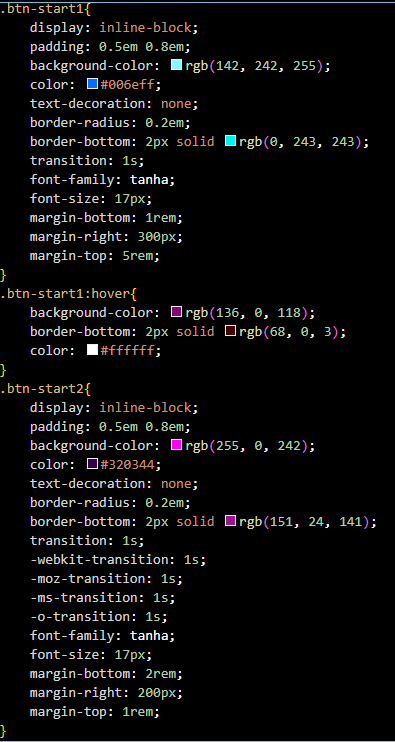 .btn-start1{
    display: inline-block;
    padding: 0.5em 0.8em;
    background-color: rgb(142, 242, 255);
    color: #006eff;
    text-decoration: none;
    border-radius: 0.2em;
    border-bottom: 2px solid rgb(0, 243, 243);
    transition: 1s;
    font-family: tanha;
    font-size: 17px;
    margin-bottom: 1rem;
    margin-right: 300px;
    margin-top: 5rem;
}
.btn-start1:hover{
    background-color: rgb(136, 0, 118);
    border-bottom: 2px solid rgb(68, 0, 3);
    color: #ffffff;
}
.btn-start2{
    display: inline-block;
    padding: 0.5em 0.8em;
    background-color: rgb(255, 0, 242);
    color: #320344;
    text-decoration: none;
    border-radius: 0.2em;
    border-bottom: 2px solid rgb(151, 24, 141);
    transition: 1s;
    -webkit-transition: 1s;
    -moz-transition: 1s;
    -ms-transition: 1s;
    -o-transition: 1s;
    font-family: tanha;
    font-size: 17px;
    margin-bottom: 2rem;
    margin-right: 200px;
    margin-top: 1rem;
}